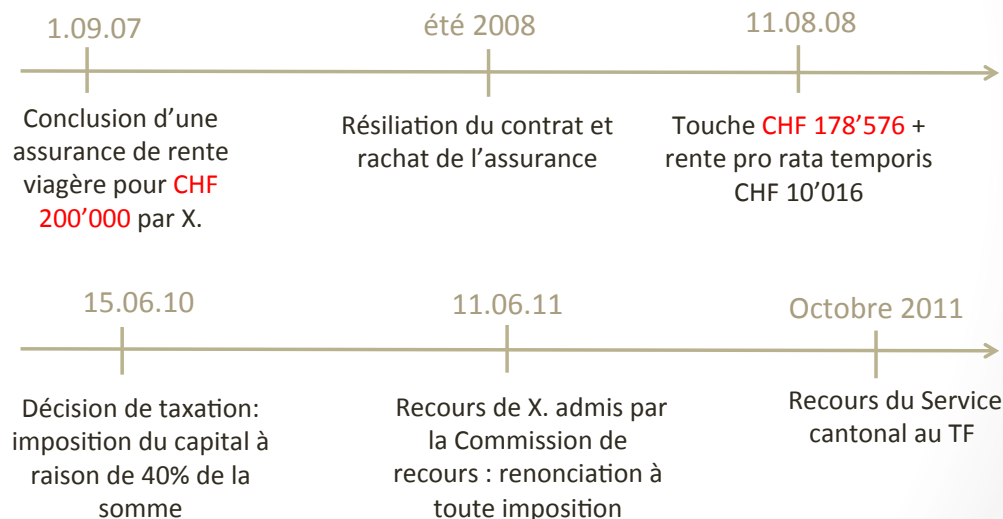 1.09.07
été 2008
11.08.08
Conclusion d’une
assurance de rente
viagère pour CHF
200’000 par X.
Résiliation du contrat et
rachat de l’assurance
Touche CHF 178’576 +
rente pro rata temporis
CHF 10’016
15.06.10
11.06.11
Octobre 2011
Décision de taxation:
imposition du capital à
raison de 40% de la
somme
Recours de X. admis par
la Commission de
recours : renonciation à
toute imposition
Recours du Service
cantonal au TF